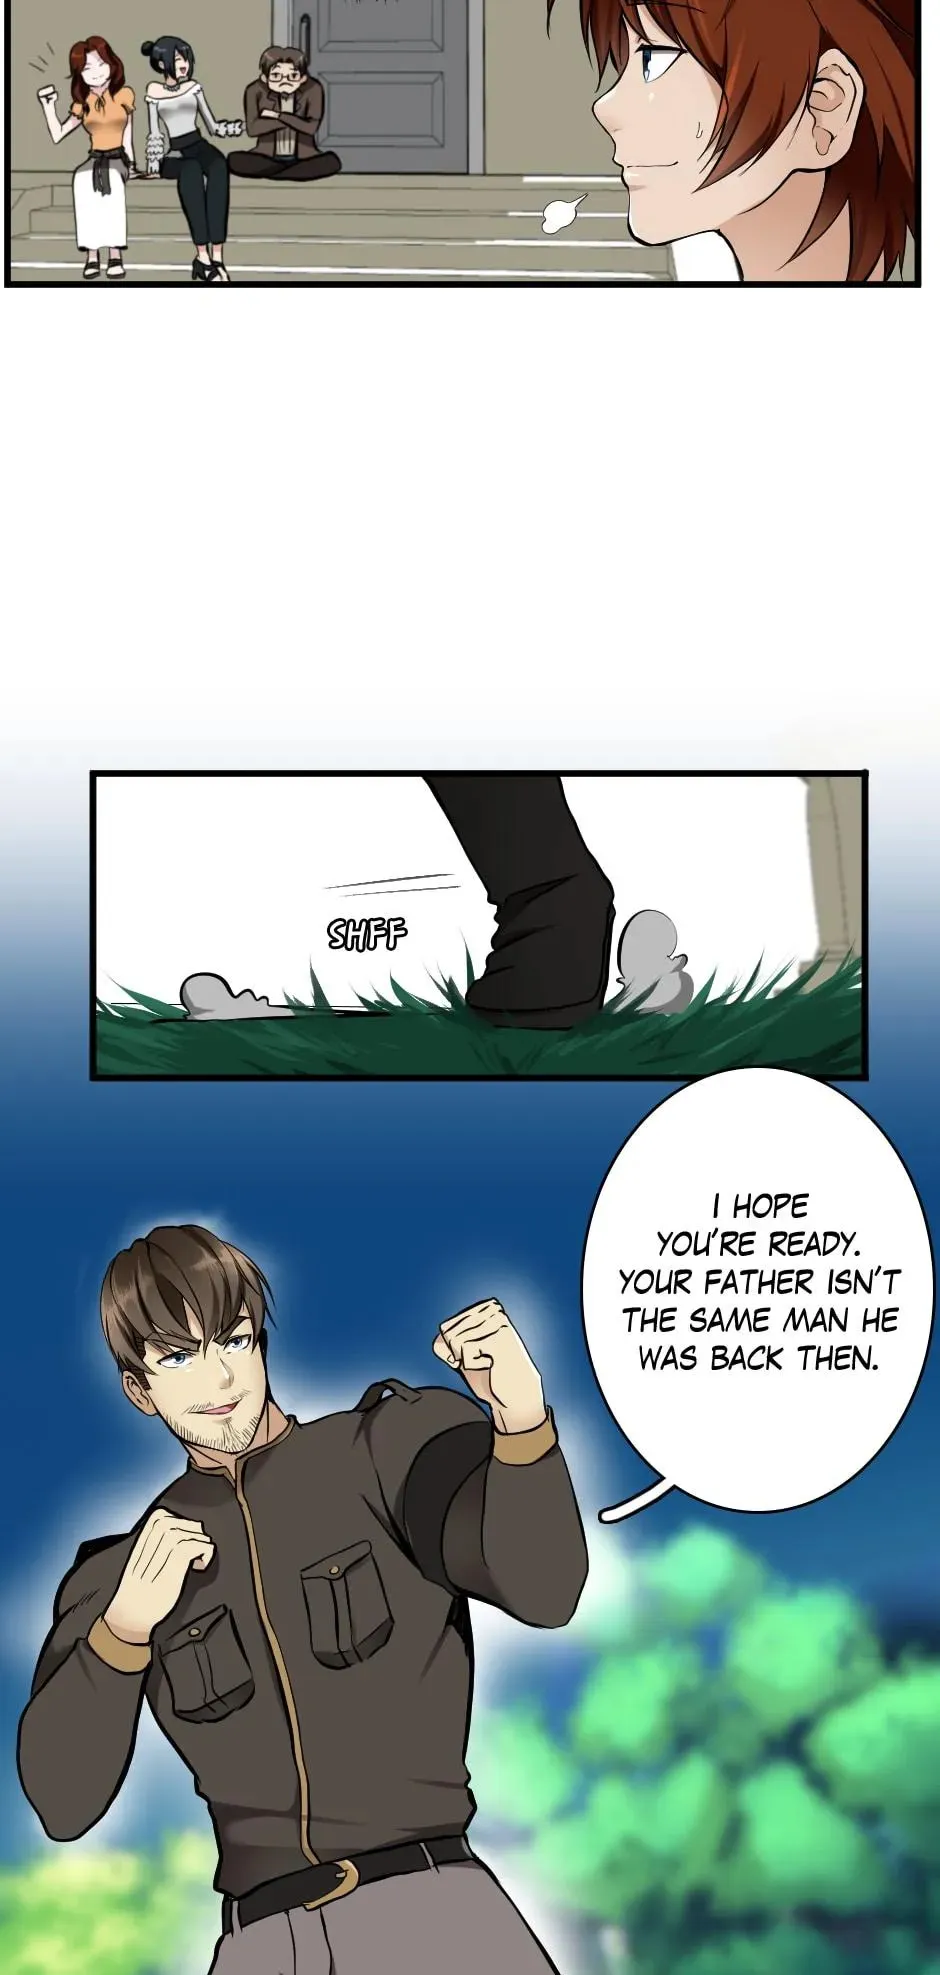 SHFF
I HOPE
YOU'RE READY.
YOUR FATHER ISN'T
THE SAME MAN HE
WAS BACK THEN.